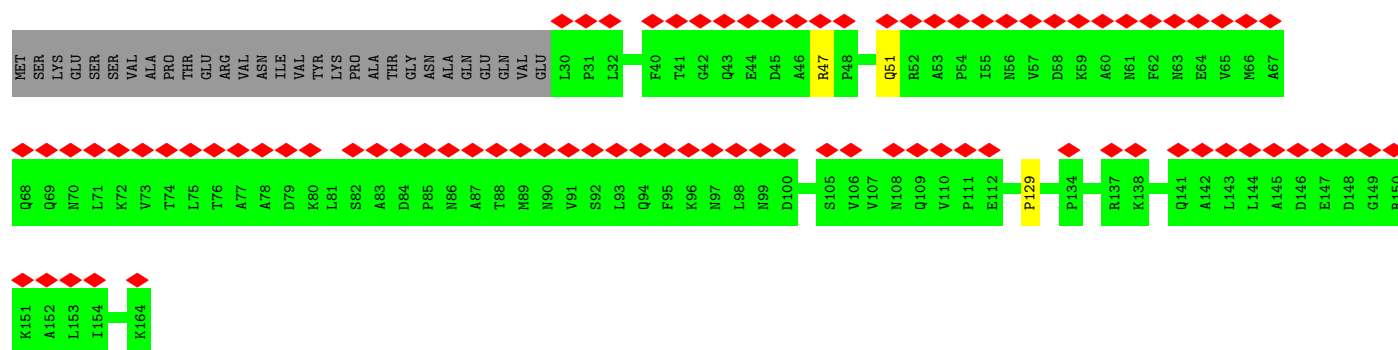 MET SER LYS GLU SER SER VAL ALA PRO PRO THR GLU ARG VAL ASN ILE VAL TYR LYS PRO ALA THR GLY ASN ALA GLN GLU GLN VAL GLU L30 P31 L32 F40 T41 G42 Q43 E44 D45 A46 R47 P48 Q51 R52 A53 P54 I55 N56 V57 D58 K59 A60 N61 F62 N63 E64 V65 M66 A67
Q68 Q69 N70 L71 K72 V73 T74 L75 T76 A77 A78 D79 K80 L81 S82 A83 D84 P85 N86 A87 T88 M89 N90 V91 S92 L93 Q94 F95 K96 N97 L98 N99 D100 S105 V106 V107 N108 Q109 V110 P111 E112 P129 P134 R137 K138 Q141 A142 L143 L144 A145 D146 E147 D148 G149 R150
K151 A152 L153 I154 K164